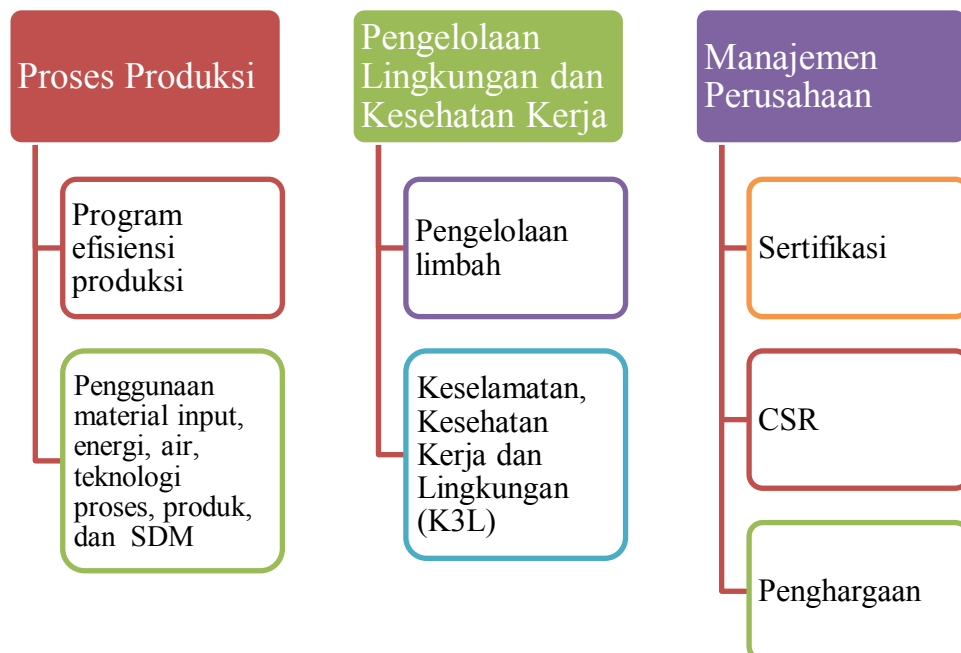 Proses Produksi
Program
efisiensi
produksi
Penggunaan
material input,
energi, air,
teknologi
proses, produk,
dan SDM
Pengelolaan
Lingkungan dan
Kesehatan Kerja
Pengelolaan
limbah
Keselamatan,
Kesehatan
Kerja dan
Lingkungan
(K3L)
Manajemen
Perusahaan
Sertifikasi
CSR
Penghargaan